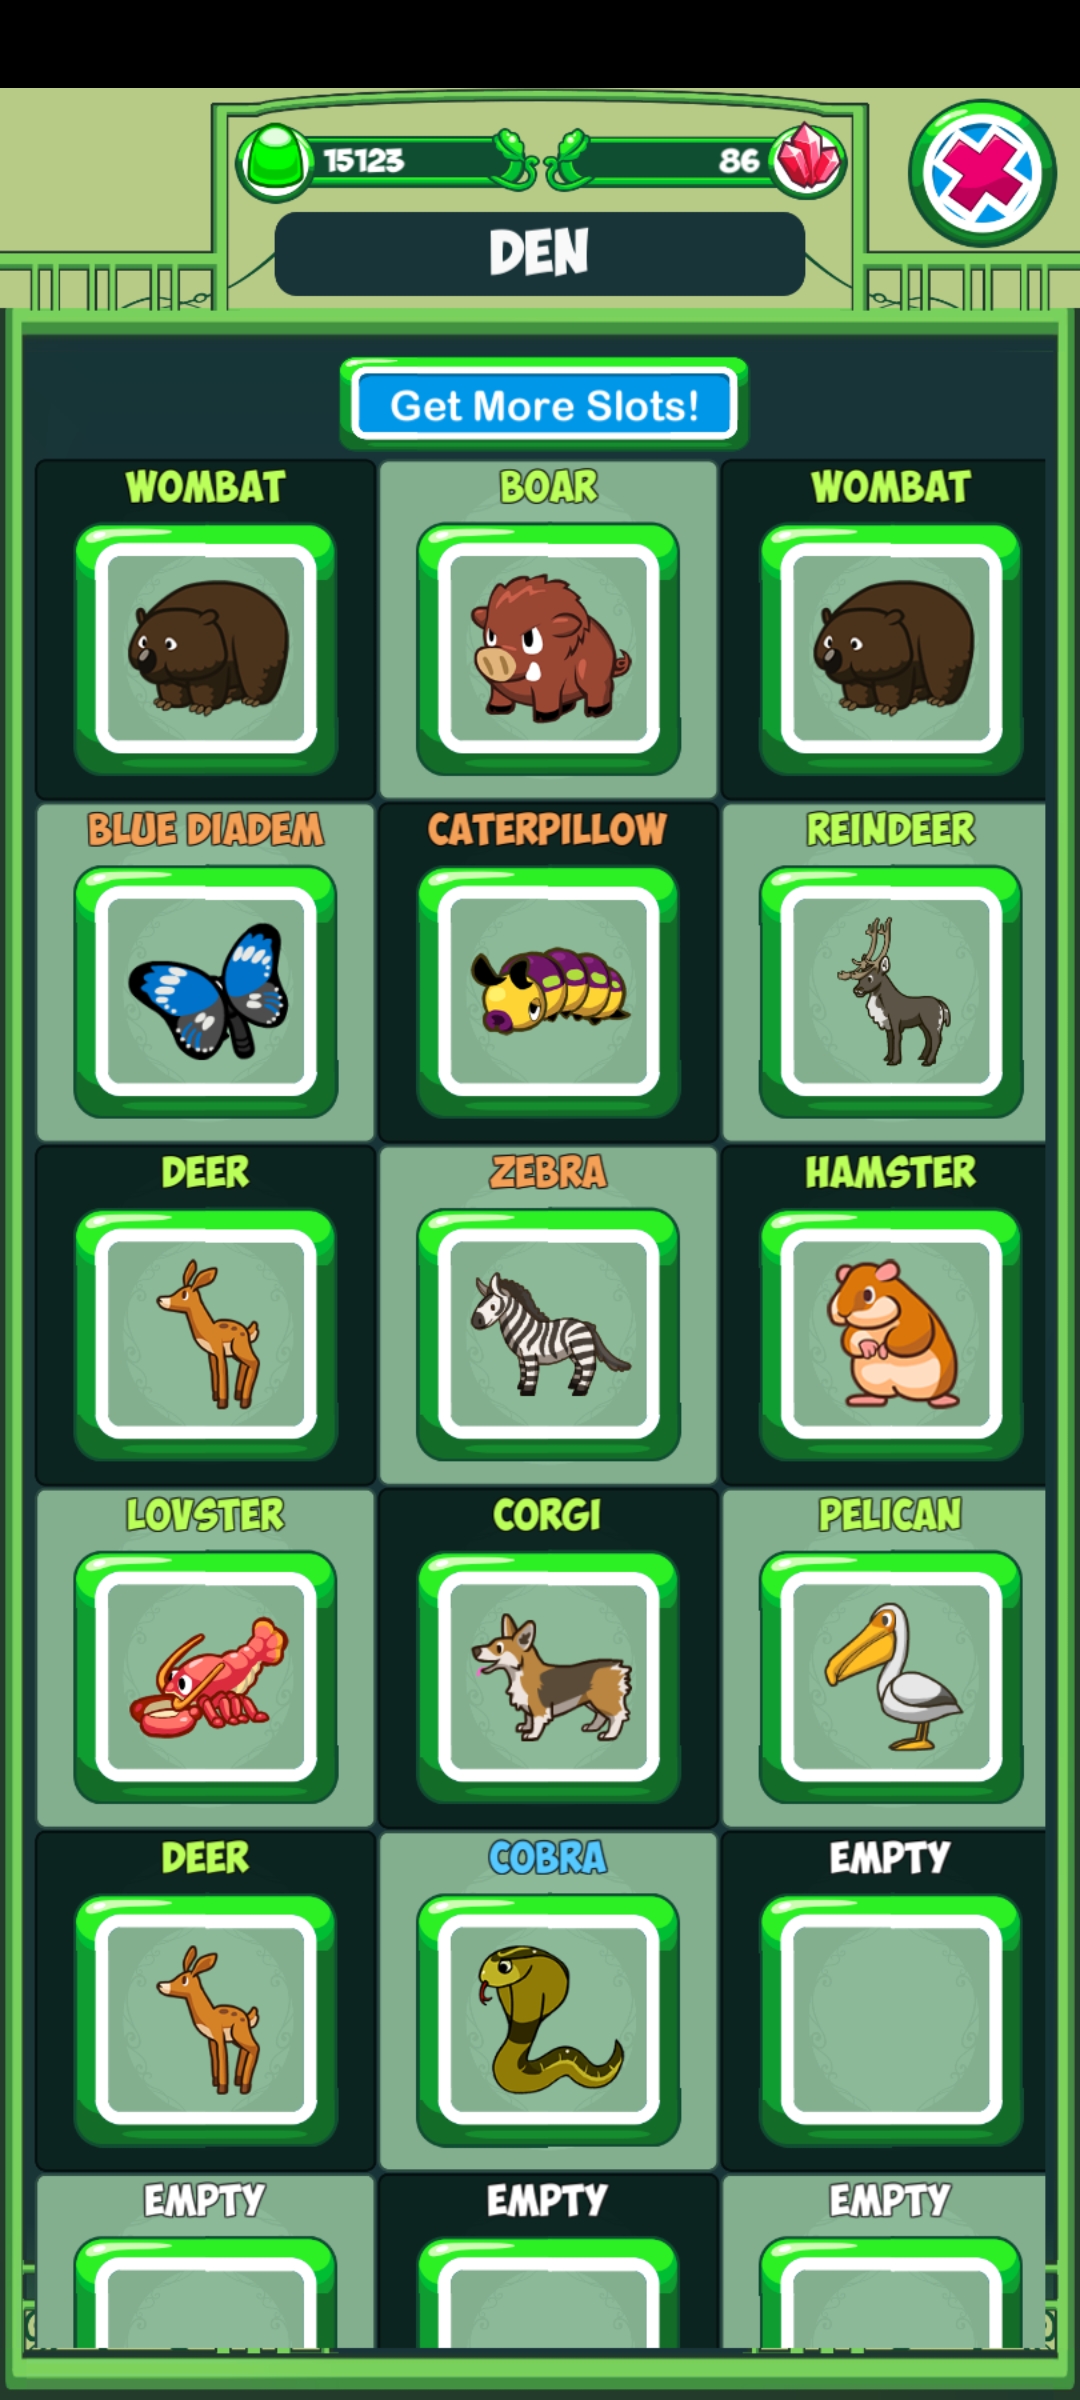 15123 86
DEN
Get More Slots!
WOMBAT BOAR WOMBAT
BLUE DIADEM CATERPILLOW REINDEER
DEER ZEBRA HAMSTER
LOVSTER CORGI PELICAN
DEER COBRA EMPTY
EMPTY EMPTY EMPTY